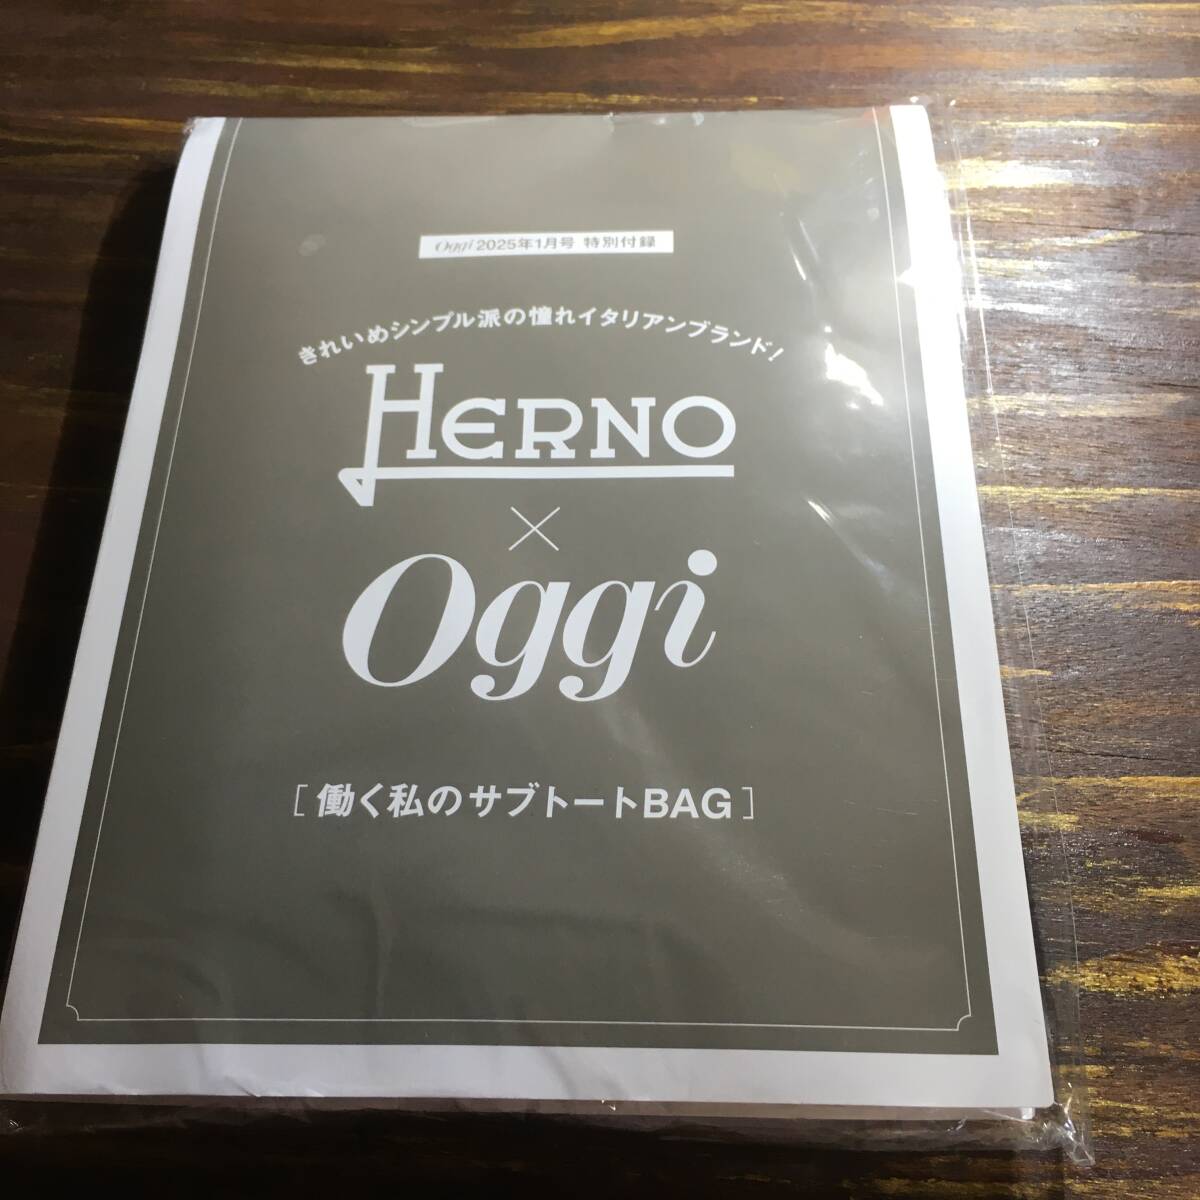 Oggi 2025年1月号 特別付録
きれいめシンプル派の憧れイタリアンブランド!
HERNO
×
Oggi
[働く私のサブトートBAG]